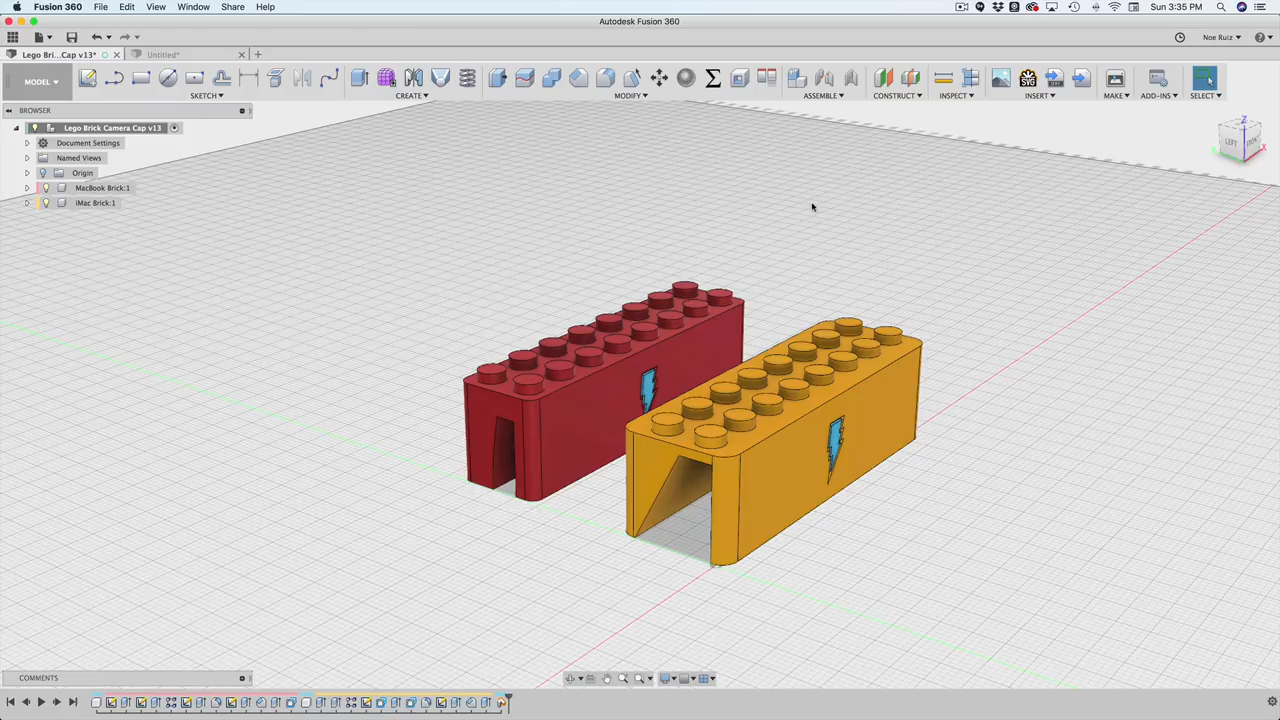 Fusion 360 File Edit View Window Share Help
Sun 3:35 PM
Autodesk Fusion 360
Noe Ruiz
Lego Bri...Cap v13*
Untitled*
MODEL
SKETCH
CREATE
MODIFY
ASSEMBLE
CONSTRUCT
INSPECT
INSERT
MAKE
ADD-INS
SELECT
BROWSER
Lego Brick Camera Cap v13
Document Settings
Named Views
Origin
MacBook Brick:1
iMac Brick:1
Z
LEFT
X
COMMENTS